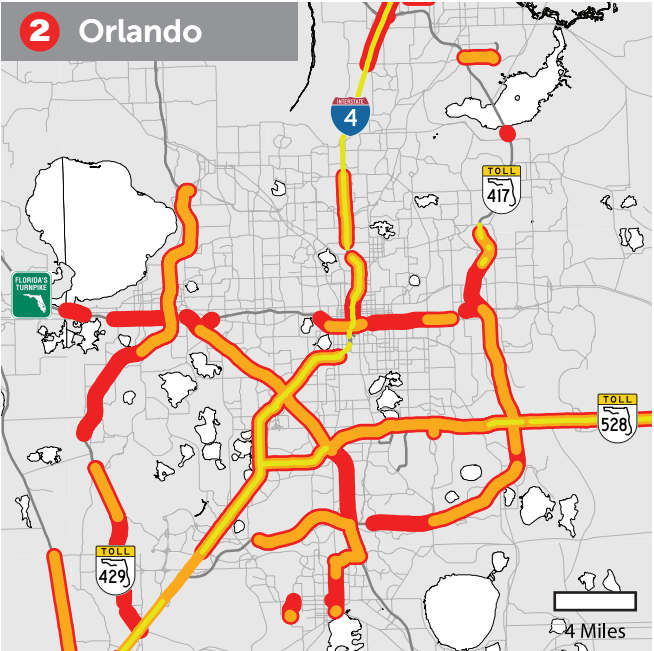 2 Orlando
INTERSTATE
4
TOLL
417
FLORIDA'S
TURNPIKE
TOLL
528
TOLL
429
4 Miles